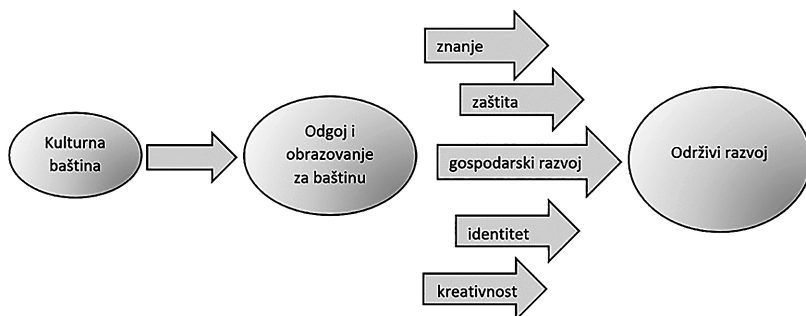 Kulturna
baština
Odgoj i
obrazovanje
za baštinu
znanje
zaštita
gospodarski razvoj
identitet
kreativnost
Održivi razvoj